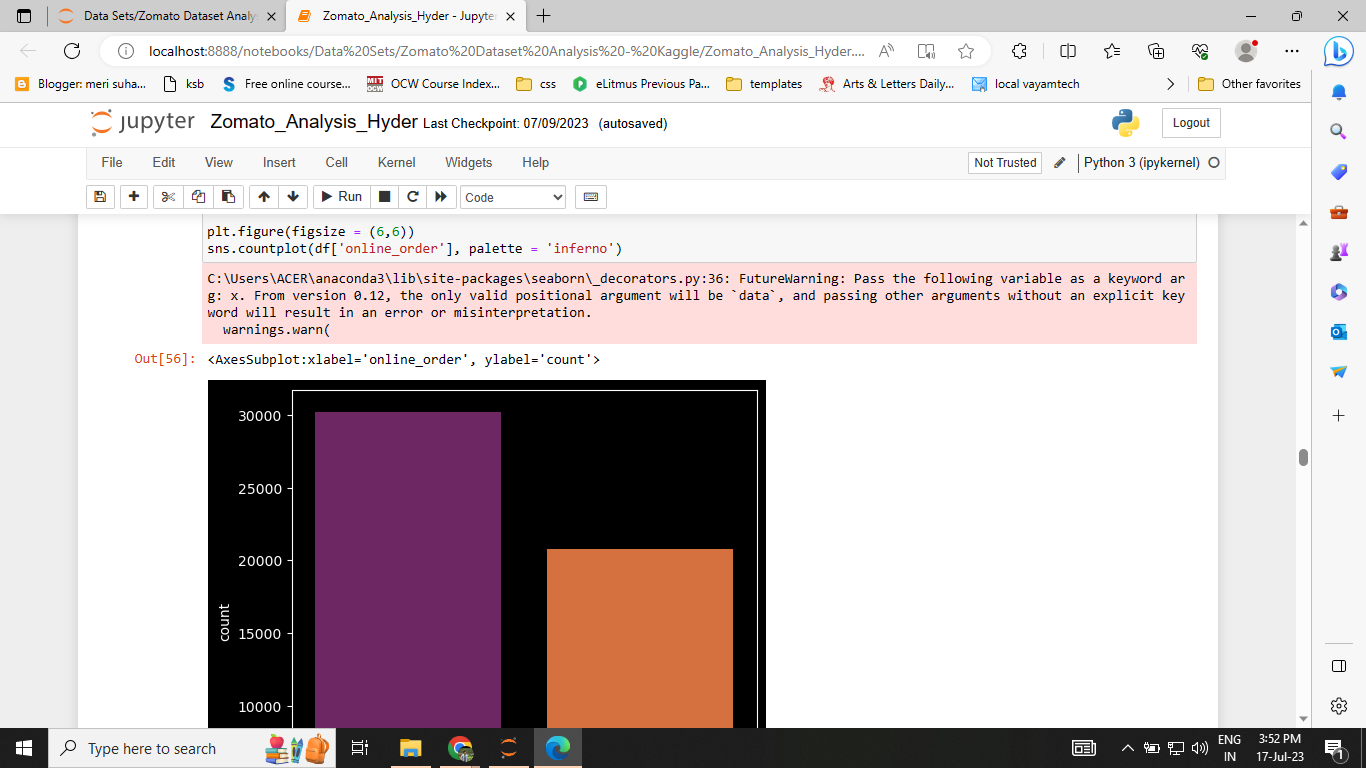 Data Sets/Zomato Dataset Analys
Zomato_Analysis_Hyder - Jupyter
localhost:8888/notebooks/Data%20Sets/Zomato%20Dataset%20Analysis%20-%20Kaggle/Zomato_Analysis_Hyder....
Blogger: meri suha...
ksb
Free online course...
OCW Course Index...
css
eLitmus Previous Pa...
templates
Arts & Letters Daily...
local vayamtech
Other favorites
jupyter Zomato_Analysis_Hyder Last Checkpoint: 07/09/2023 (autosaved)
Logout
File Edit View Insert Cell Kernel Widgets Help
Not Trusted
Python 3 (ipykernel)
Run
Code
plt.figure(figsize = (6,6))
sns.countplot(df['online_order'], palette = 'inferno')
C:\Users\ACER\anaconda3\lib\site-packages\seaborn\_decorators.py:36: FutureWarning: Pass the following variable as a keyword ar
g: x. From version 0.12, the only valid positional argument will be `data`, and passing other arguments without an explicit key
word will result in an error or misinterpretation.
warnings.warn(
Out[56]: <AxesSubplot:xlabel='online_order', ylabel='count'>
30000
25000
20000
15000
10000
count
Type here to search
ENG
IN
3:52 PM
17-Jul-23
1